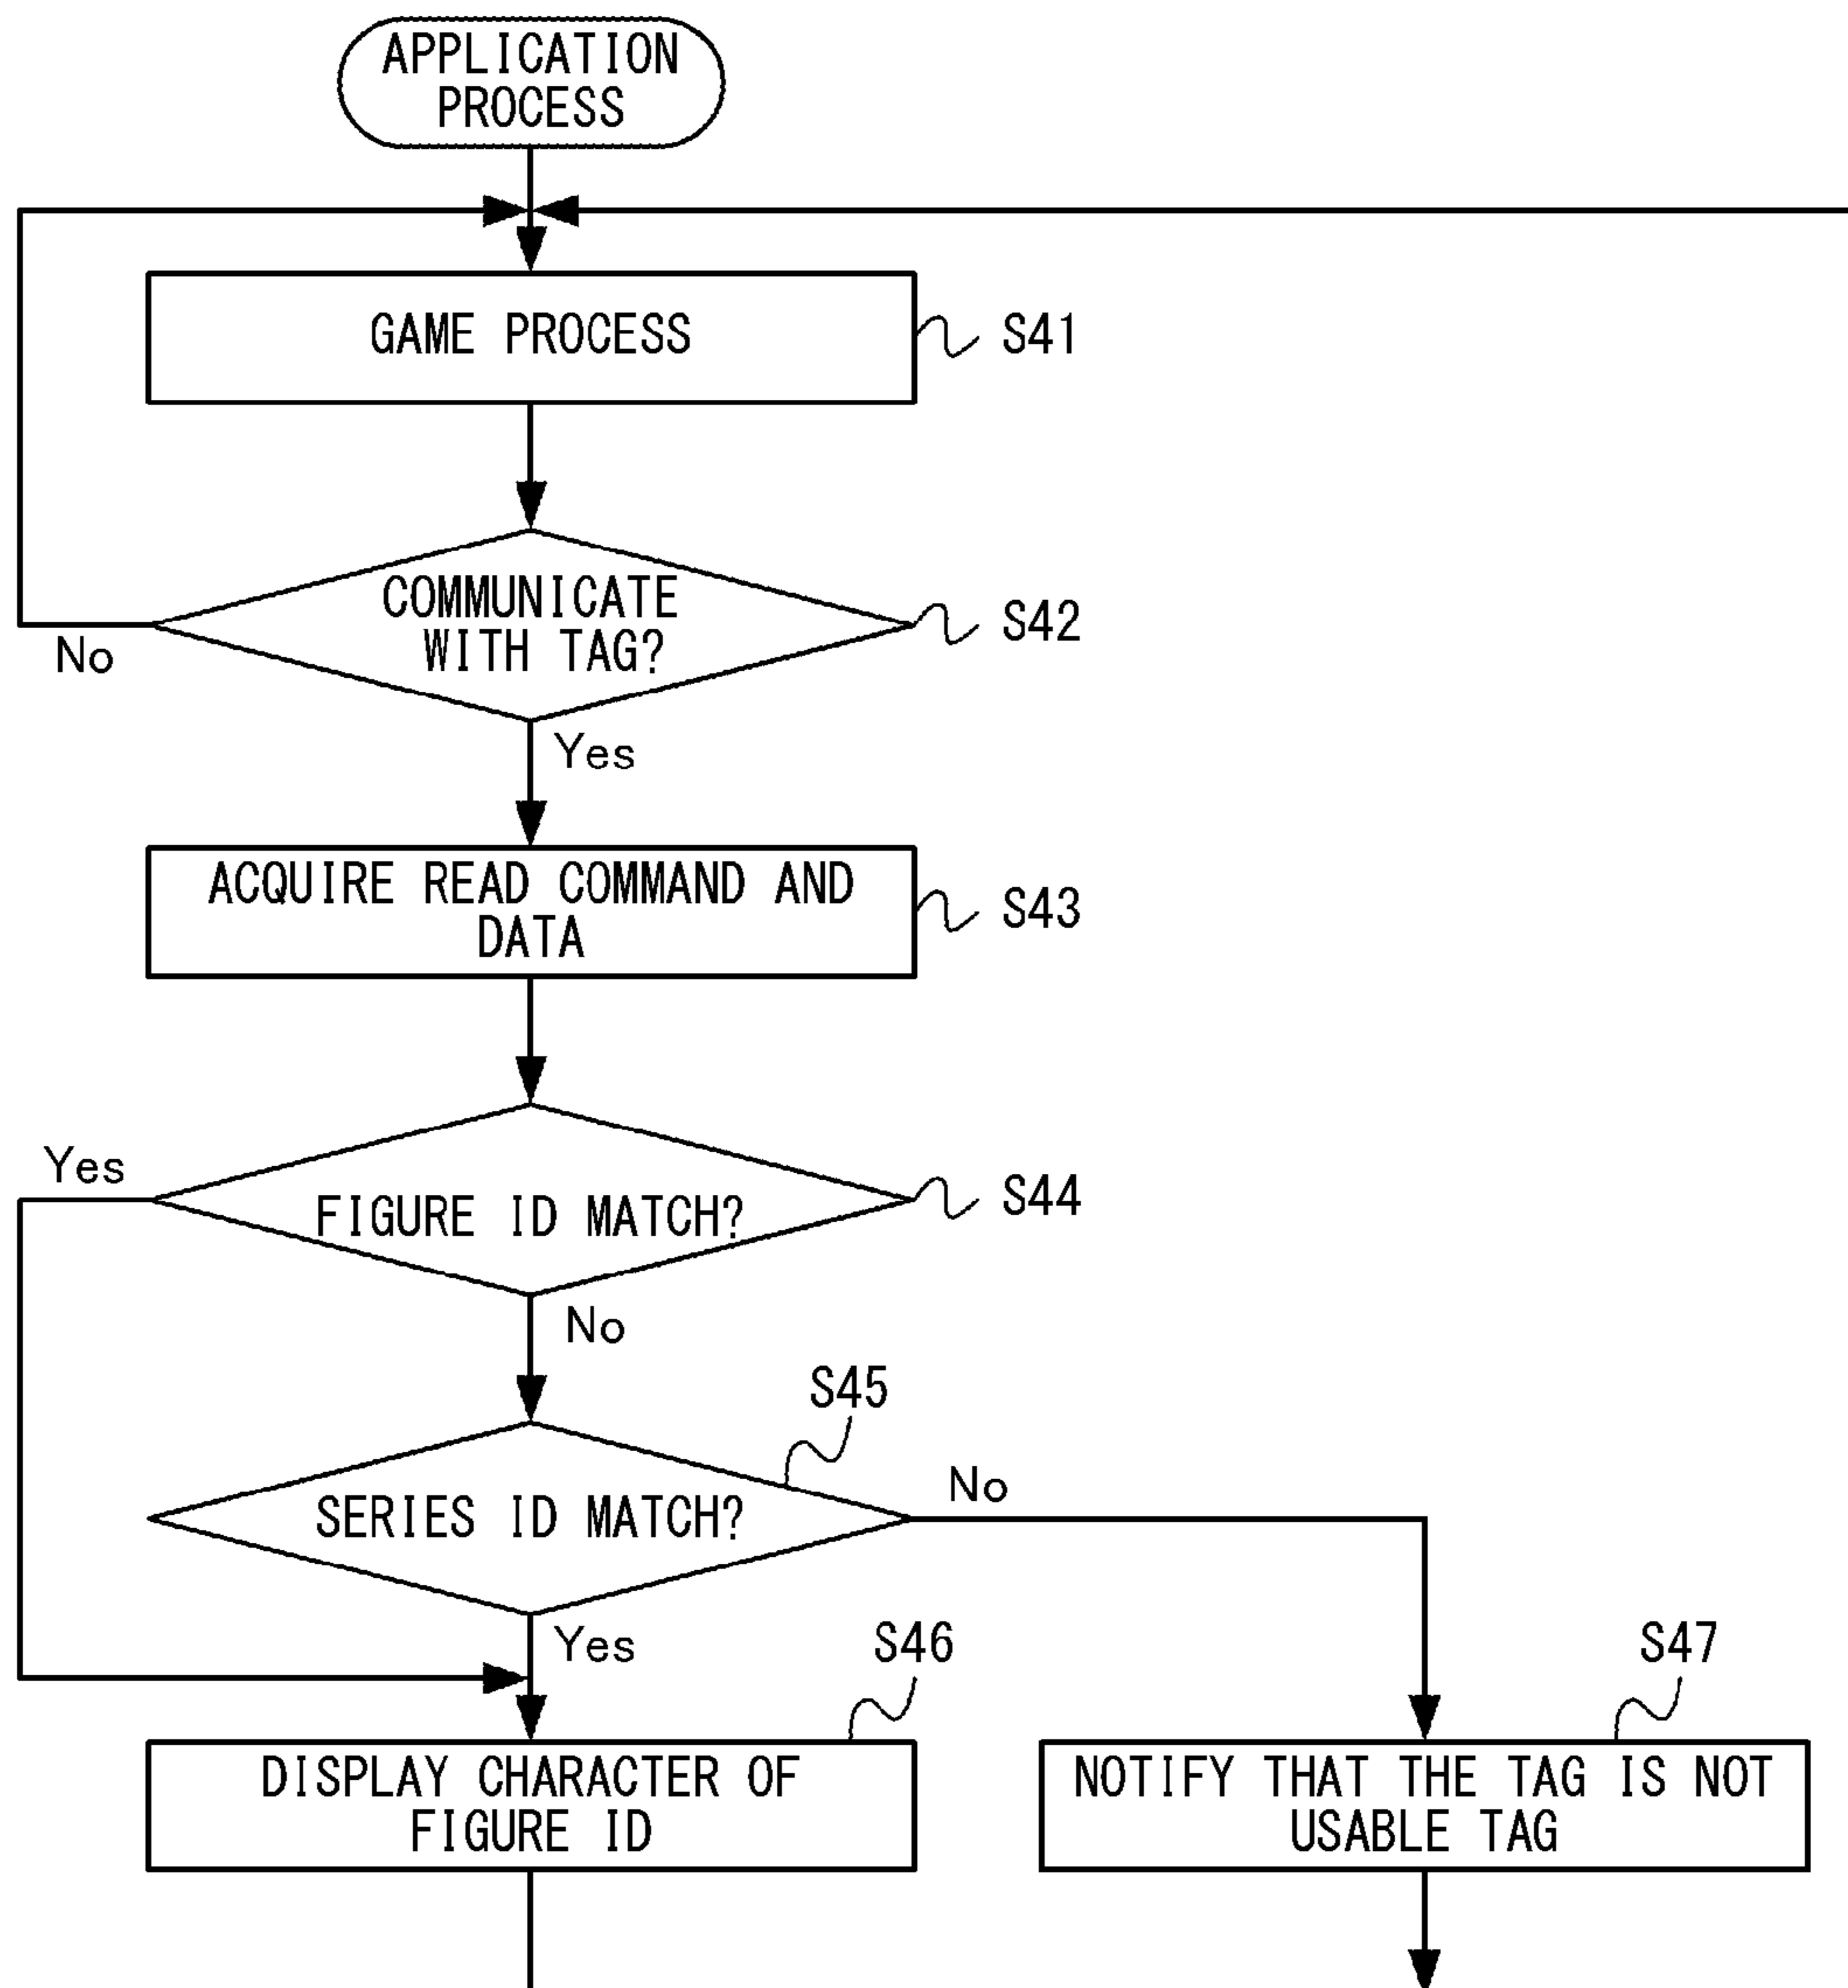 APPLICATION
PROCESS
GAME PROCESS
S41
COMMUNICATE
WITH TAG?
S42
No
Yes
ACQUIRE READ COMMAND AND
DATA
S43
Yes
FIGURE ID MATCH?
S44
No
S45
SERIES ID MATCH?
No
Yes
S46
S47
DISPLAY CHARACTER OF
FIGURE ID
NOTIFY THAT THE TAG IS NOT
USABLE TAG